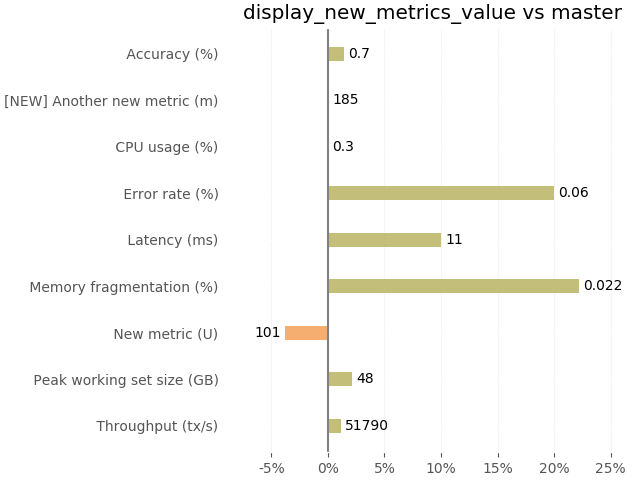 display_new_metrics_value vs master
Accuracy (%) 0.7
[NEW] Another new metric (m) 185
CPU usage (%) 0.3
Error rate (%) 0.06
Latency (ms) 11
Memory fragmentation (%) 0.022
New metric (U) 101
Peak working set size (GB) 48
Throughput (tx/s) 51790
-5% 0% 5% 10% 15% 20% 25%